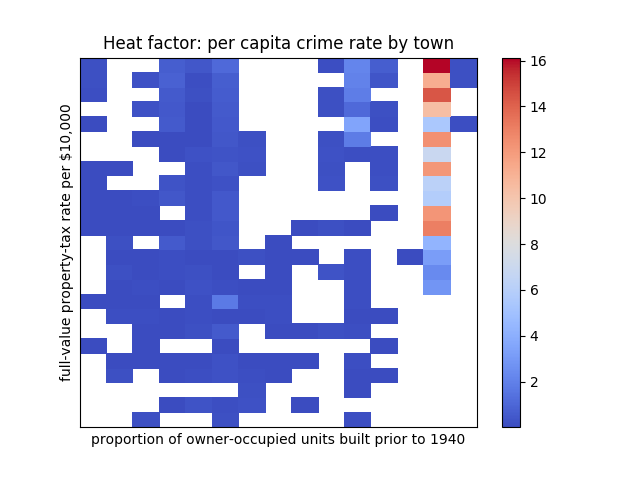 Heat factor: per capita crime rate by town
full-value property-tax rate per $10,000
proportion of owner-occupied units built prior to 1940
16
14
12
10
8
6
4
2